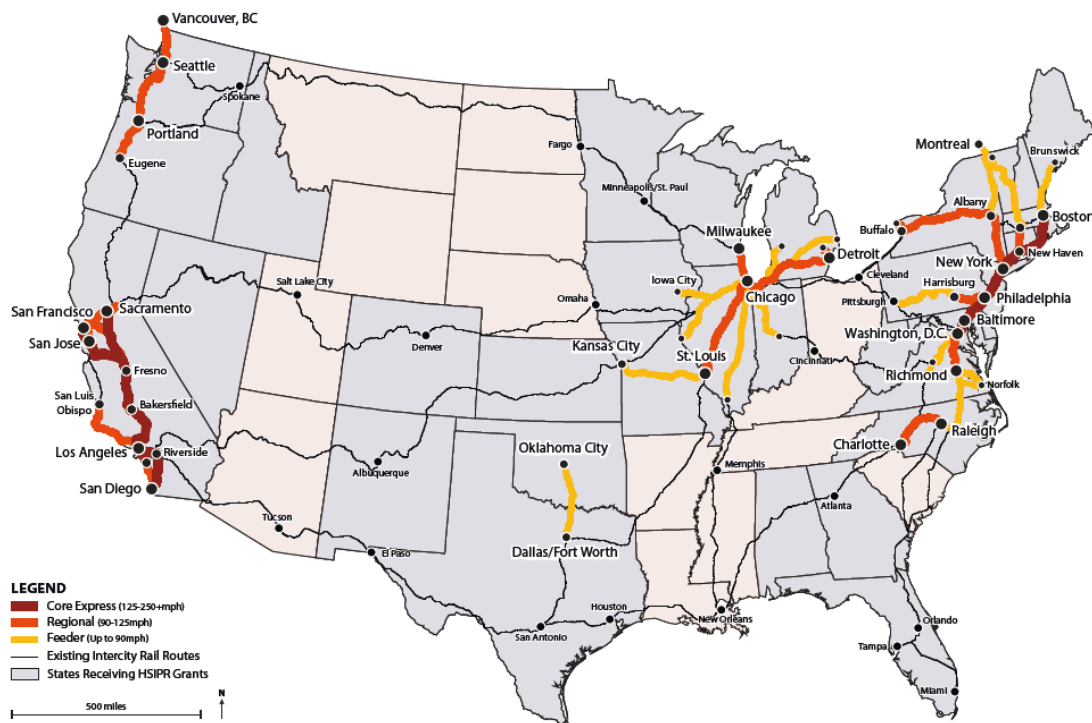 Vancouver, BC
Seattle
Spokane
Portland
Eugene
Fargo
Minneapolis/St. Paul
Montreal
Brunswick
Albany
Boston
Buffalo
New Haven
Milwaukee
Detroit
New York
Cleveland
Harrisburg
Iowa City
Chicago
Pittsburgh
Philadelphia
Baltimore
Salt Lake City
Omaha
San Francisco
Sacramento
Washington, D.C.
San Jose
Denver
Kansas City
St. Louis
Cincinnati
Richmond
Fresno
Norfolk
San Luis
Obispo
Bakersfield
Raleigh
Charlotte
Los Angeles
Riverside
Oklahoma City
Albuquerque
Memphis
San Diego
Atlanta
Tucson
El Paso
Dallas/Fort Worth
Houston
New Orleans
San Antonio
Orlando
Tampa
Miami
LEGEND
Core Express (125-250+mph)
Regional (90-125mph)
Feeder (Up to 90mph)
Existing Intercity Rail Routes
States Receiving HSIPR Grants
N
500 miles